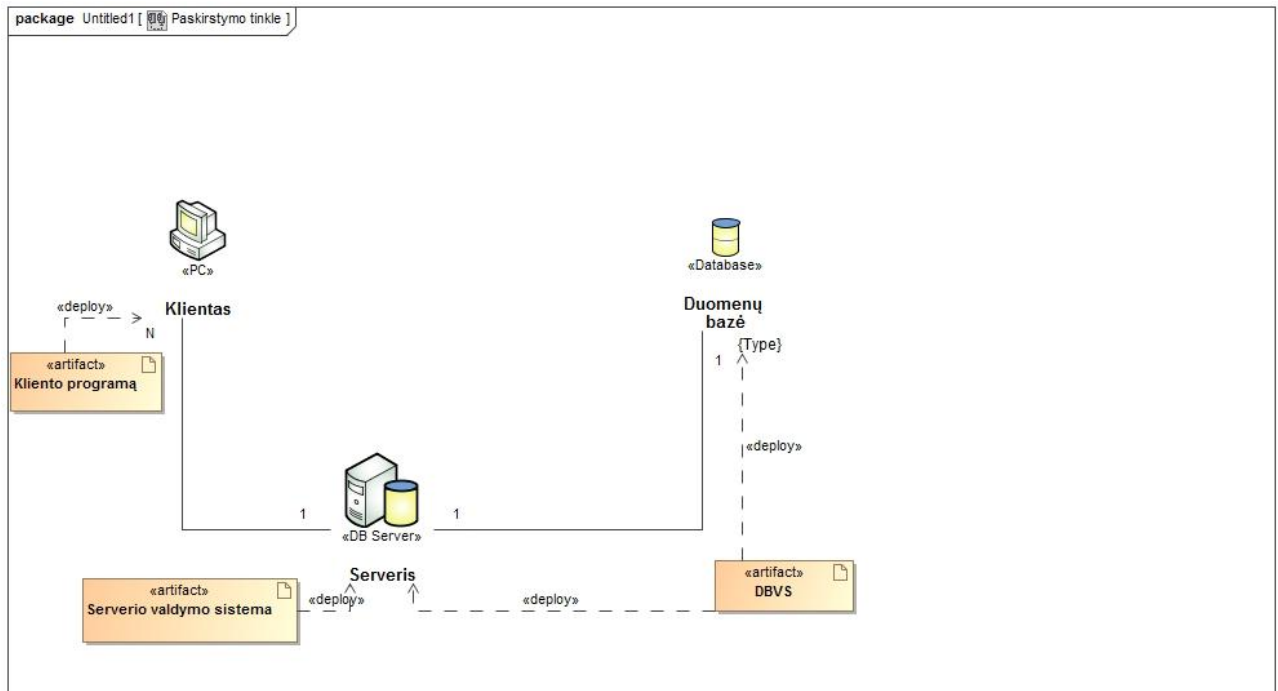 package Untitled1 [ Paskirstymo tinkle ]
«PC»
Klientas
«Database»
Duomenų
bazė
{Type}
«deploy»
N
1
«artifact»
Kliento programą
«deploy»
1
1
«DB Server»
Serveris
«artifact»
Serverio valdymo sistema
«deploy»
«deploy»
«artifact»
DBVS